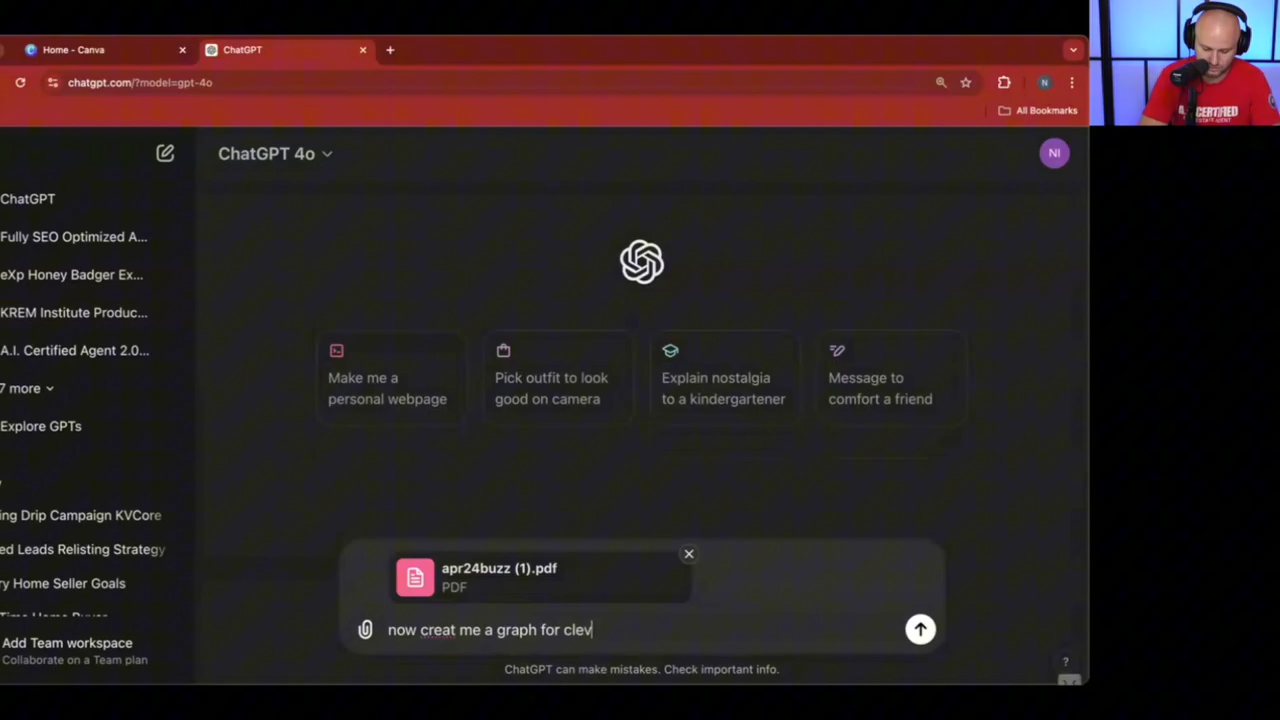 Home - Canva
ChatGPT
chatgpt.com/?model=gpt-4o
N
All Bookmarks
CERTIFIED
ChatGPT 4o
NI
ChatGPT
Fully SEO Optimized A...
eXp Honey Badger Ex...
KREM Institute Produc...
A.I. Certified Agent 2.0...
7 more
Explore GPTs
ing Drip Campaign KVCore
ed Leads Relisting Strategy
ry Home Seller Goals
Add Team workspace
Collaborate on a Team plan
Make me a
personal webpage
Pick outfit to look
good on camera
Explain nostalgia
to a kindergartener
Message to
comfort a friend
apr24buzz (1).pdf
PDF
now creat me a graph for clev
ChatGPT can make mistakes. Check important info.
?